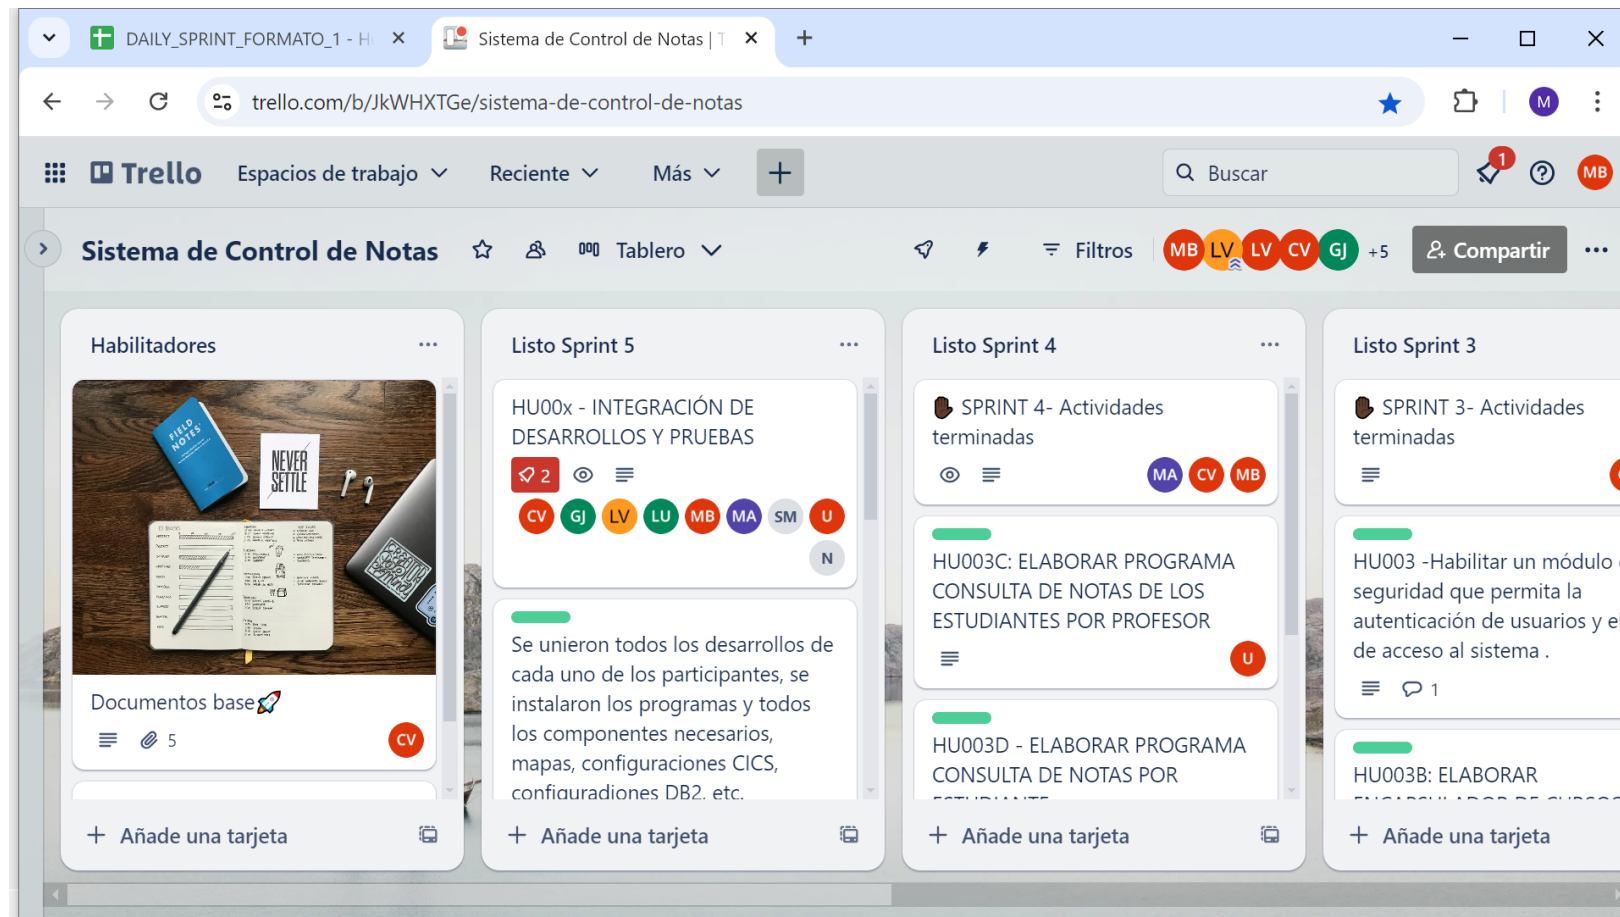 DAILY_SPRINT_FORMATO_1 - H
Sistema de Control de Notas | T
trello.com/b/JkWHXTGe/sistema-de-control-de-notas
M
Trello
Espacios de trabajo
Reciente
Más
Buscar
1
MB
Sistema de Control de Notas
Tablero
Filtros
MB LV LV CV GJ +5
Compartir
Habilitadores
FIELD NOTES
NEVER SETTLE
Documentos base🚀
5
CV
Añade una tarjeta
Listo Sprint 5
HU00x - INTEGRACIÓN DE
DESARROLLOS Y PRUEBAS
2
CV GJ LV LU MB MA SM U
N
Se unieron todos los desarrollos de
cada uno de los participantes, se
instalaron los programas y todos
los componentes necesarios,
mapas, configuraciones CICS,
configuradiones DB2, etc.
Añade una tarjeta
Listo Sprint 4
SPRINT 4- Actividades
terminadas
MA CV MB
HU003C: ELABORAR PROGRAMA
CONSULTA DE NOTAS DE LOS
ESTUDIANTES POR PROFESOR
U
HU003D - ELABORAR PROGRAMA
CONSULTA DE NOTAS POR
ESTUDIANTE
Añade una tarjeta
Listo Sprint 3
SPRINT 3- Actividades
terminadas
HU003 -Habilitar un módulo
seguridad que permita la
autenticación de usuarios y el
de acceso al sistema .
1
HU003B: ELABORAR
ENCAPSULADOR DE CURSOS
Añade una tarjeta